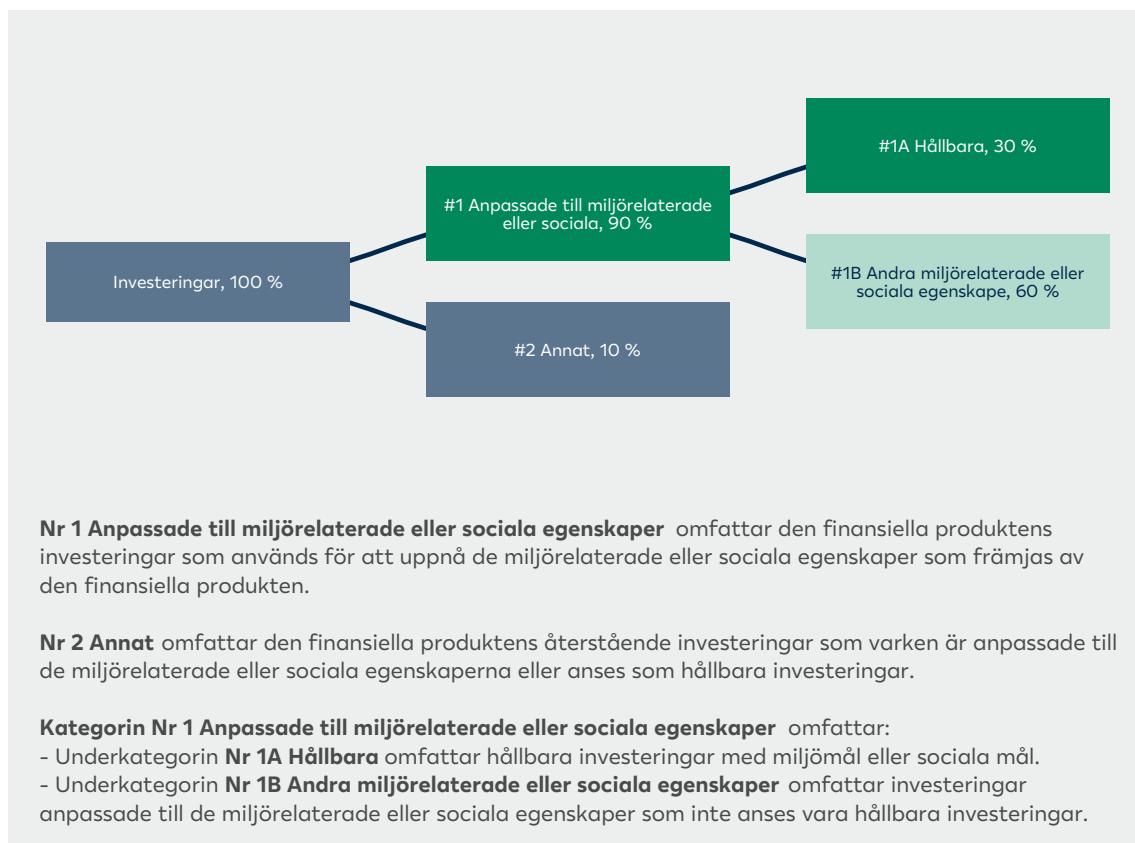 #1A Hållbara, 30 %
#1 Anpassade till miljörelaterade
eller sociala, 90 %
#1B Andra miljörelaterade eller
sociala egenskape, 60 %
Investeringar, 100 %
#2 Annat, 10 %
Nr 1 Anpassade till miljörelaterade eller sociala egenskaper omfattar den finansiella produktens
investeringar som används för att uppnå de miljörelaterade eller sociala egenskaper som främjas av
den finansiella produkten.
Nr 2 Annat omfattar den finansiella produktens återstående investeringar som varken är anpassade till
de miljörelaterade eller sociala egenskaperna eller anses som hållbara investeringar.
Kategorin Nr 1 Anpassade till miljörelaterade eller sociala egenskaper omfattar:
- Underkategorin Nr 1A Hållbara omfattar hållbara investeringar med miljömål eller sociala mål.
- Underkategorin Nr 1B Andra miljörelaterade eller sociala egenskaper omfattar investeringar
anpassade till de miljörelaterade eller sociala egenskaper som inte anses vara hållbara investeringar.